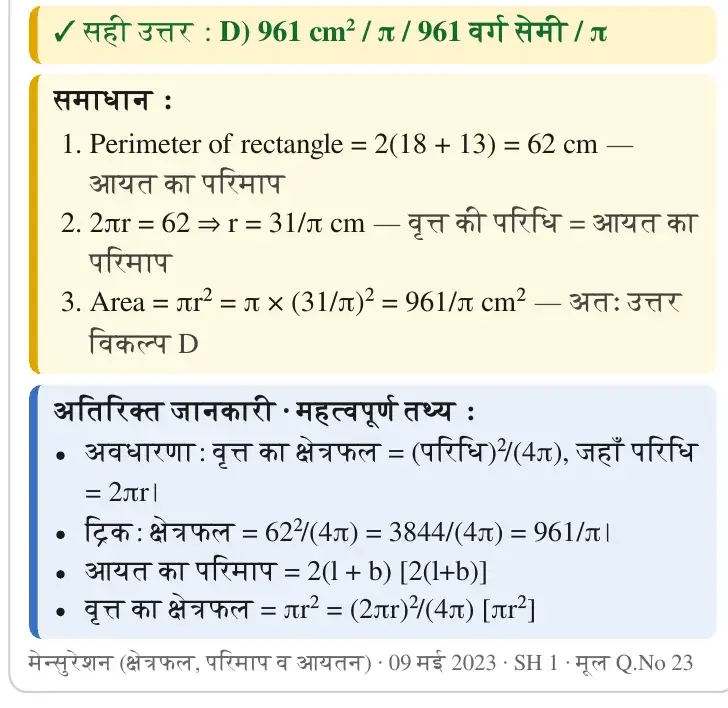 ✓ सही उत्तर : D) 961 cm² / π / 961 वर्ग सेमी / π
समाधान :
1. Perimeter of rectangle = 2(18 + 13) = 62 cm —
आयत का परिमाप
2. 2πr = 62 ⇒ r = 31/π cm — वृत्त की परिधि = आयत का
परिमाप
3. Area = πr² = π × (31/π)² = 961/π cm² — अतः उत्तर
विकल्प D
अतिरिक्त जानकारी · महत्वपूर्ण तथ्य :
• अवधारणा : वृत्त का क्षेत्रफल = (परिधि)²/(4π), जहाँ परिधि
= 2πr।
• ट्रिक : क्षेत्रफल = 62²/(4π) = 3844/(4π) = 961/π।
• आयत का परिमाप = 2(l + b) [2(l+b)]
• वृत्त का क्षेत्रफल = πr² = (2πr)²/(4π) [πr²]
मेन्सुरेशन (क्षेत्रफल, परिमाप व आयतन) · 09 मई 2023 · SH 1 · मूल Q.No 23